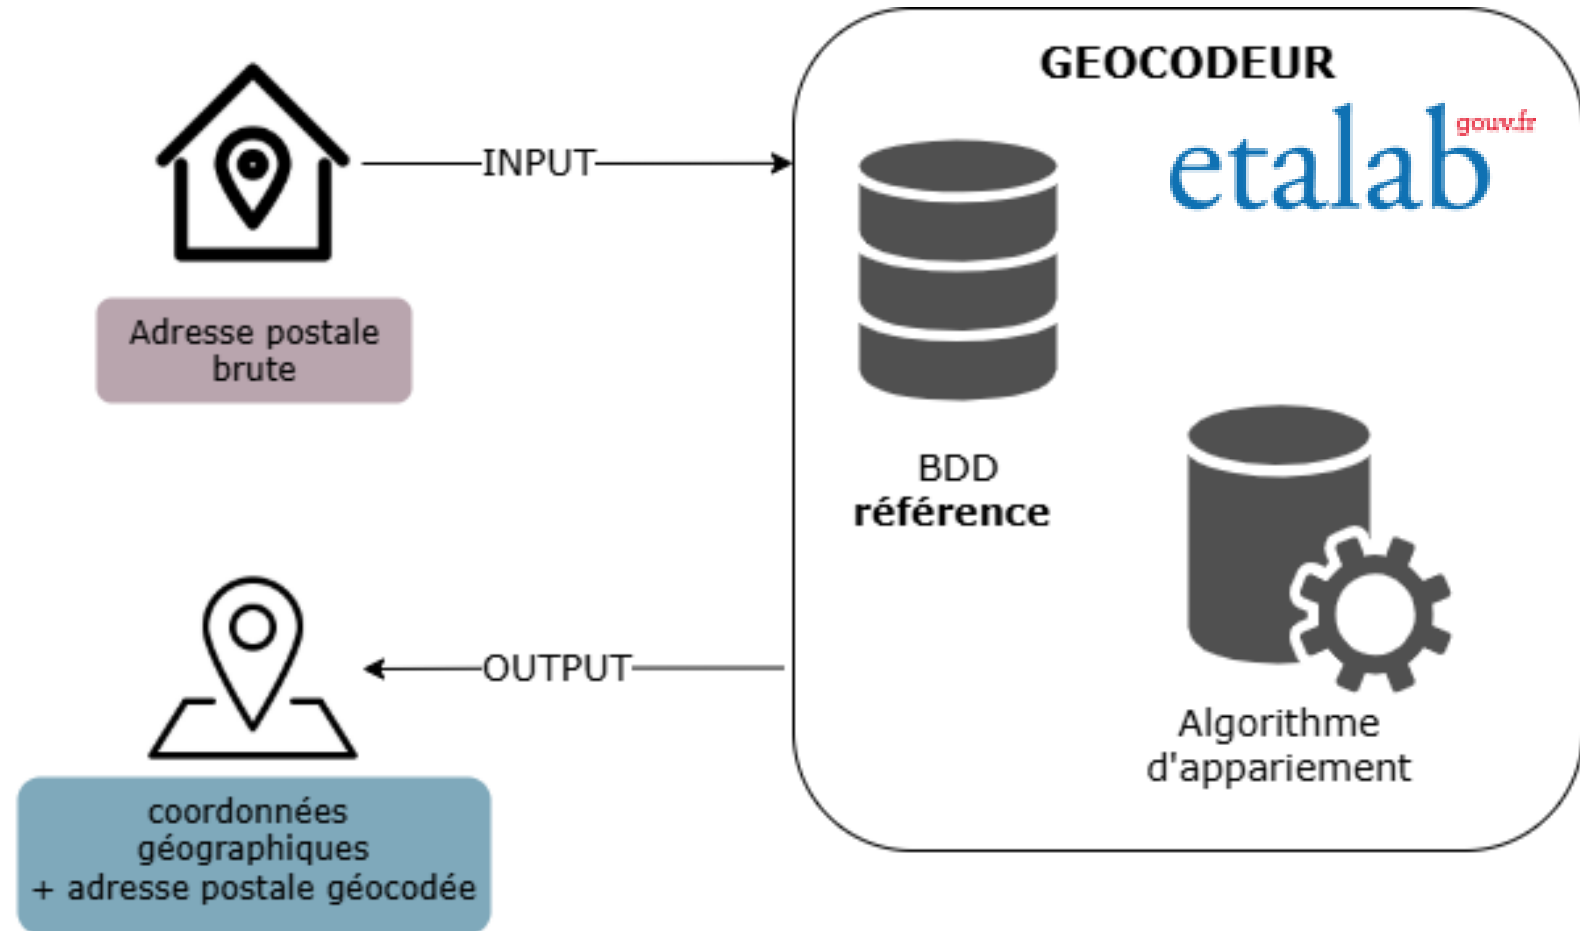 GEOCODEUR
gouv.fr
etalab
INPUT
Adresse postale
brute
BDD
référence
OUTPUT
Algorithme
d'appariement
coordonnées
géographiques
+ adresse postale géocodée